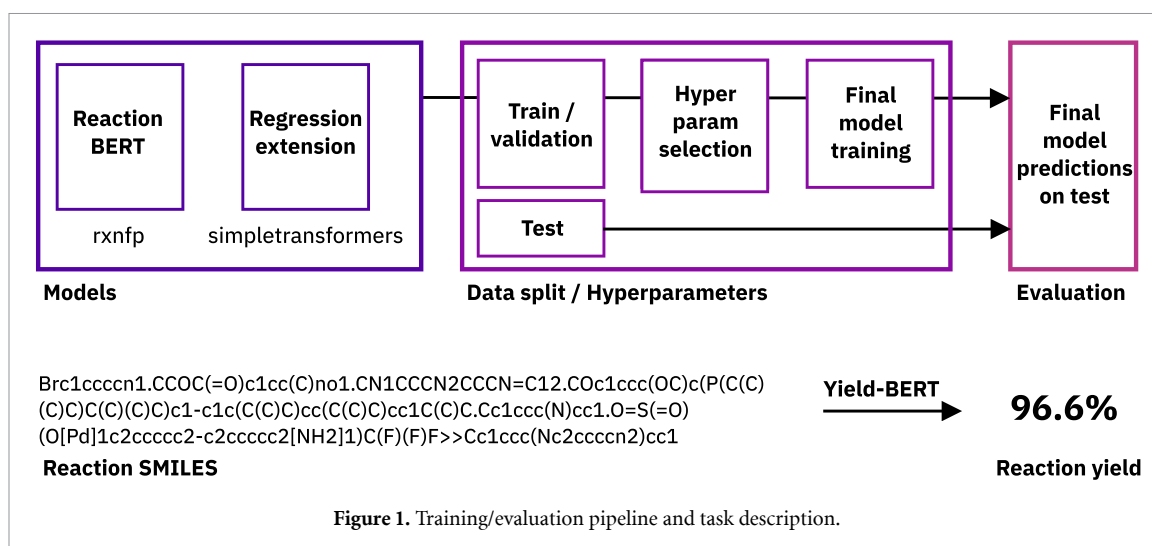 Reaction
BERT
rxnfp
Regression
extension
simpletransformers
Models
Train /
validation
Hyper
param
selection
Final
model
training
Test
Data split / Hyperparameters
Final
model
predictions
on test
Evaluation
Brc1ccccn1.CCOC(=O)c1cc(C)no1.CN1CCCN2CCCN=C12.COc1ccc(OC)c(P(C(C)
(C)C)C(C)(C)C)c1-c1c(C(C)C)cc(C(C)C)cc1C(C)C.Cc1ccc(N)cc1.O=S(=O)
(O[Pd]1c2ccccc2-c2ccccc2[NH2]1)C(F)(F)F>>Cc1ccc(Nc2ccccn2)cc1
Reaction SMILES
Yield-BERT
96.6%
Reaction yield
Figure 1. Training/evaluation pipeline and task description.